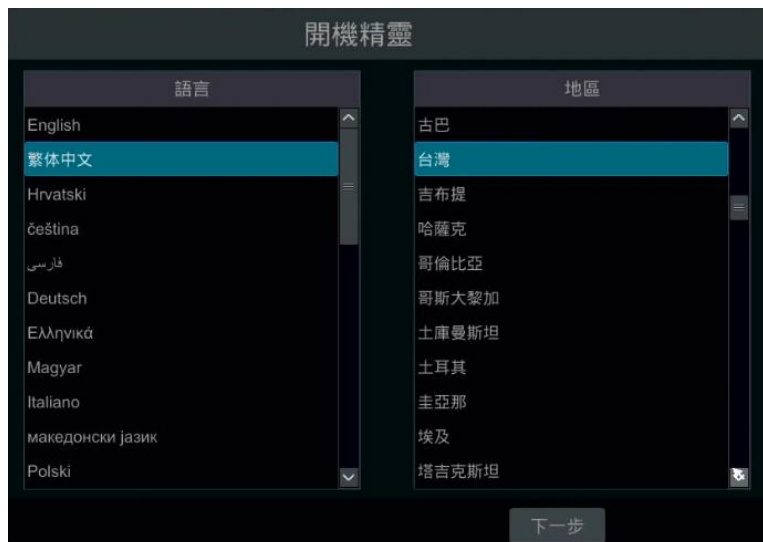 開機精靈
語言
English
繁体中文
Hrvatski
čeština
فارسی
Deutsch
Ελληνικά
Magyar
Italiano
македонски јазик
Polski
地區
古巴
台灣
吉布提
哈薩克
哥倫比亞
哥斯大黎加
土庫曼斯坦
土耳其
圭亞那
埃及
塔吉克斯坦
下一步